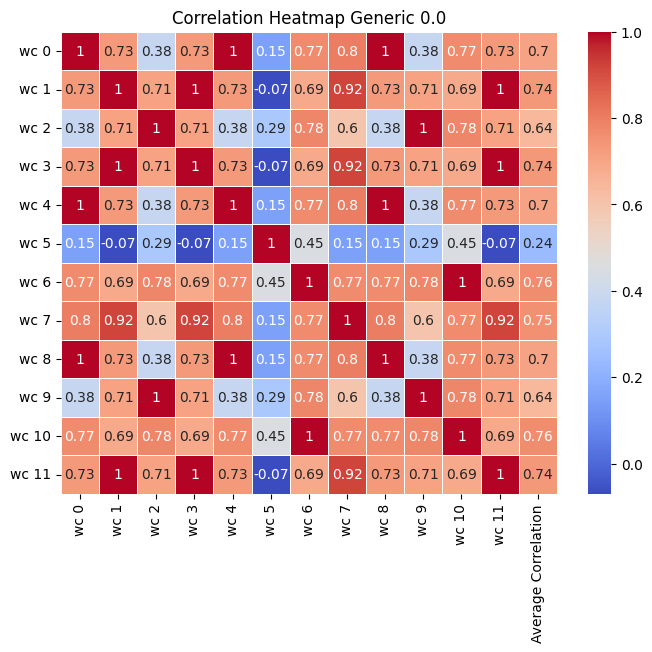 Correlation Heatmap Generic 0.0
wc 0 1 0.73 0.38 0.73 1 0.15 0.77 0.8 1 0.38 0.77 0.73 0.7
wc 1 0.73 1 0.71 1 0.73 -0.07 0.69 0.92 0.73 0.71 0.69 1 0.74
wc 2 0.38 0.71 1 0.71 0.38 0.29 0.78 0.6 0.38 1 0.78 0.71 0.64
wc 3 0.73 1 0.71 1 0.73 -0.07 0.69 0.92 0.73 0.71 0.69 1 0.74
wc 4 1 0.73 0.38 0.73 1 0.15 0.77 0.8 1 0.38 0.77 0.73 0.7
wc 5 0.15 -0.07 0.29 -0.07 0.15 1 0.45 0.15 0.15 0.29 0.45 -0.07 0.24
wc 6 0.77 0.69 0.78 0.69 0.77 0.45 1 0.77 0.77 0.78 1 0.69 0.76
wc 7 0.8 0.92 0.6 0.92 0.8 0.15 0.77 1 0.8 0.6 0.77 0.92 0.75
wc 8 1 0.73 0.38 0.73 1 0.15 0.77 0.8 1 0.38 0.77 0.73 0.7
wc 9 0.38 0.71 1 0.71 0.38 0.29 0.78 0.6 0.38 1 0.78 0.71 0.64
wc 10 0.77 0.69 0.78 0.69 0.77 0.45 1 0.77 0.77 0.78 1 0.69 0.76
wc 11 0.73 1 0.71 1 0.73 -0.07 0.69 0.92 0.73 0.71 0.69 1 0.74
wc 0
wc 1
wc 2
wc 3
wc 4
wc 5
wc 6
wc 7
wc 8
wc 9
wc 10
wc 11
Average Correlation
1.0
0.8
0.6
0.4
0.2
0.0